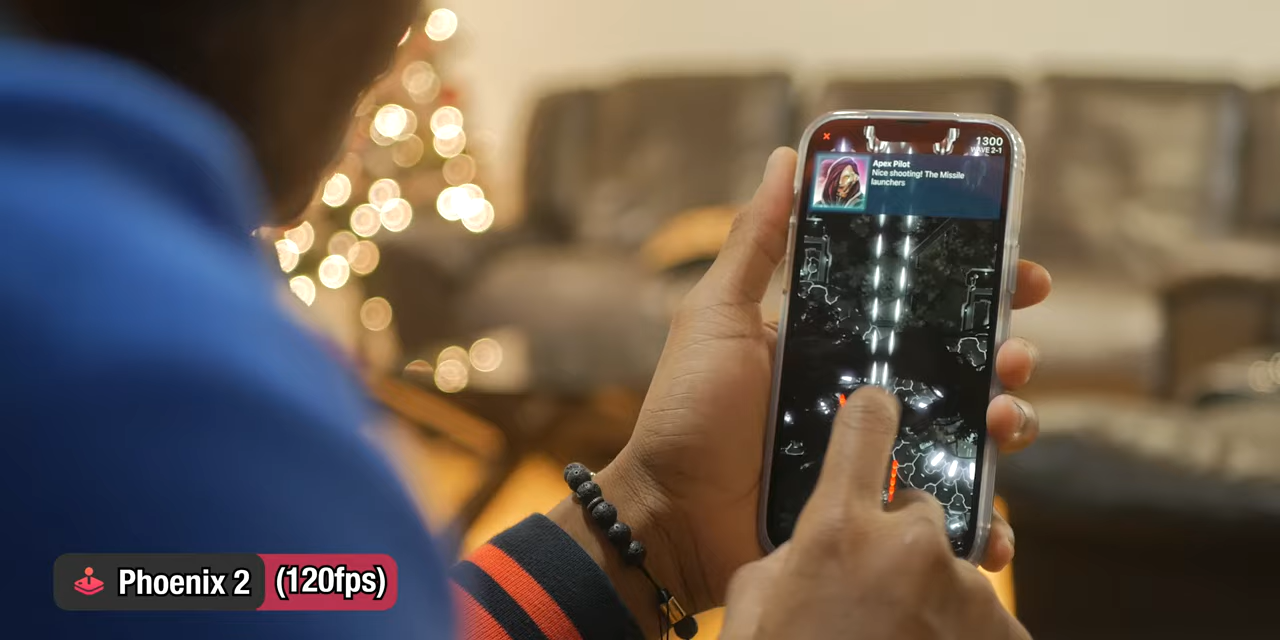 1300
WAVE 2-1
Apex Pilot
Nice shooting! The Missile
launchers
Phoenix 2 (120fps)